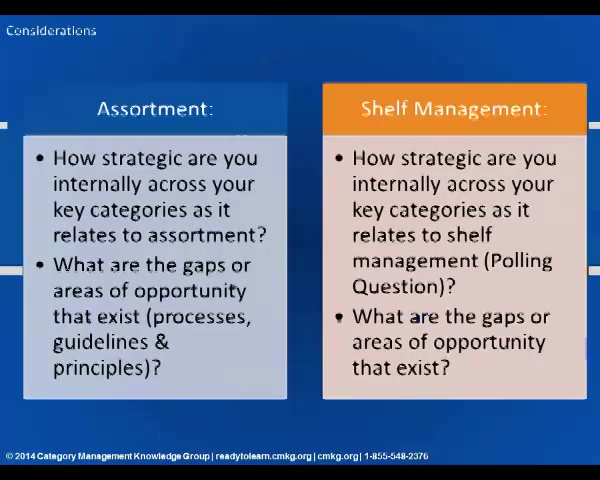 Considerations
Assortment:
• How strategic are you
internally across your
key categories as it
relates to assortment?
• What are the gaps or
areas of opportunity
that exist (processes,
guidelines &
principles)?
Shelf Management:
• How strategic are you
internally across your
key categories as it
relates to shelf
management (Polling
Question)?
• What are the gaps or
areas of opportunity
that exist?
© 2014 Category Management Knowledge Group | readytolearn.cmkg.org | cmkg.org | 1-855-548-2376